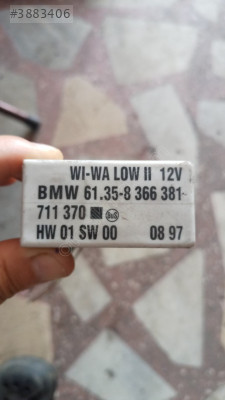 #3883406
WI-WA LOW II 12V
BMW 61.35-8 366 381
711 370
HW 01 SW 00 08 97